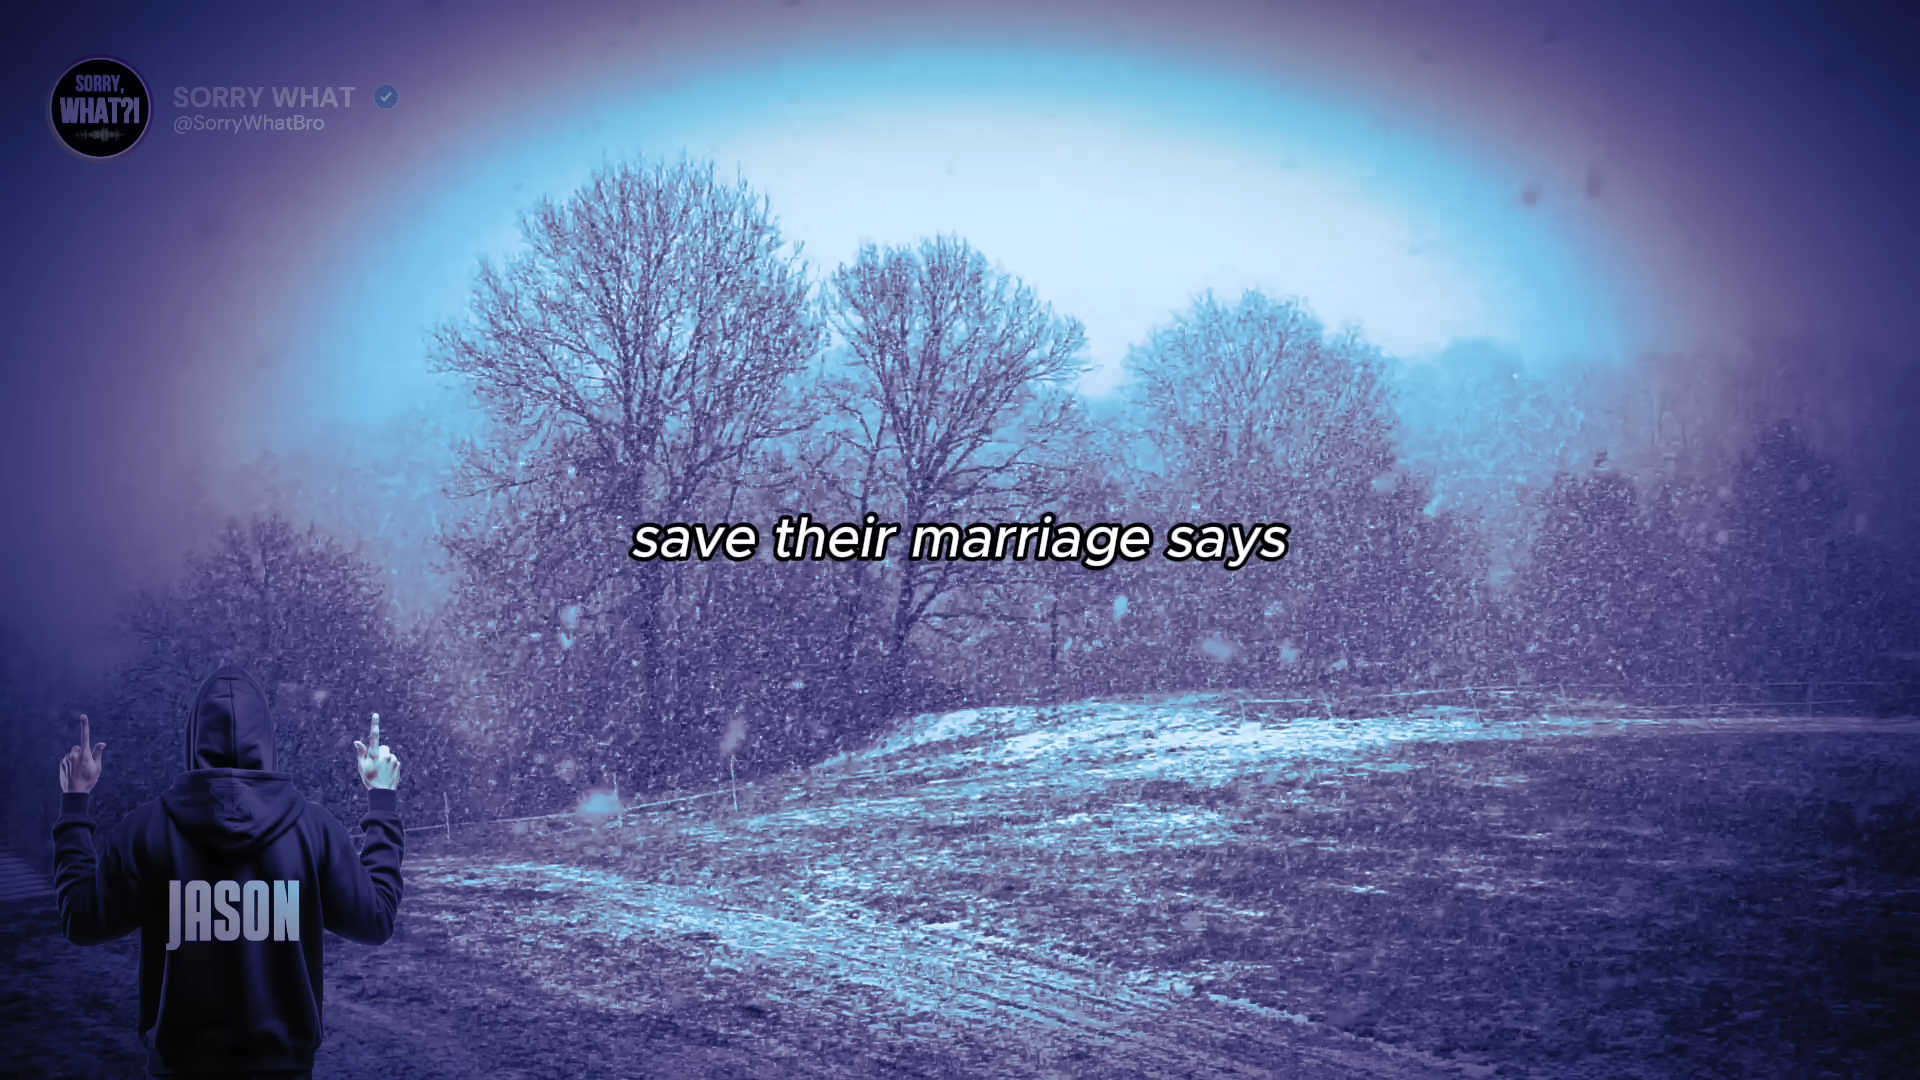 SORRY,
WHAT?!
SORRY WHAT
@SorryWhatBro
save their marriage says
JASON